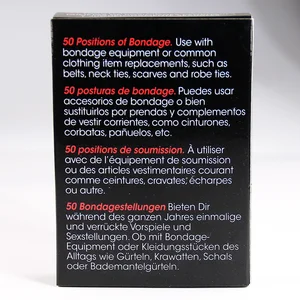 50 Positions of Bondage. Use with
bondage equipment or common
clothing item replacements, such as
belts, neck ties, scarves and robe ties.
50 posturas de bondage. Puedes usar
accesorios de bondage o bien
sustituirlos por prendas y complementos
de vestir corrientes, como cinturones,
corbatas, pañuelos, etc.
50 positions de soumission. À utiliser
avec de l'équipement de soumission
ou des articles vestimentaires courant
comme ceintures, cravates, écharpes
ou autre.
50 Bondagestellungen Bieten Dir
während des ganzen Jahres einmalige
und verrückte Vorspiele und
Sexstellungen. Ob mit Bondage-
Equipment oder Kleidungsstücken des
Alltags wie Gürteln, Krawatten, Schals
oder Bademantelgürteln.